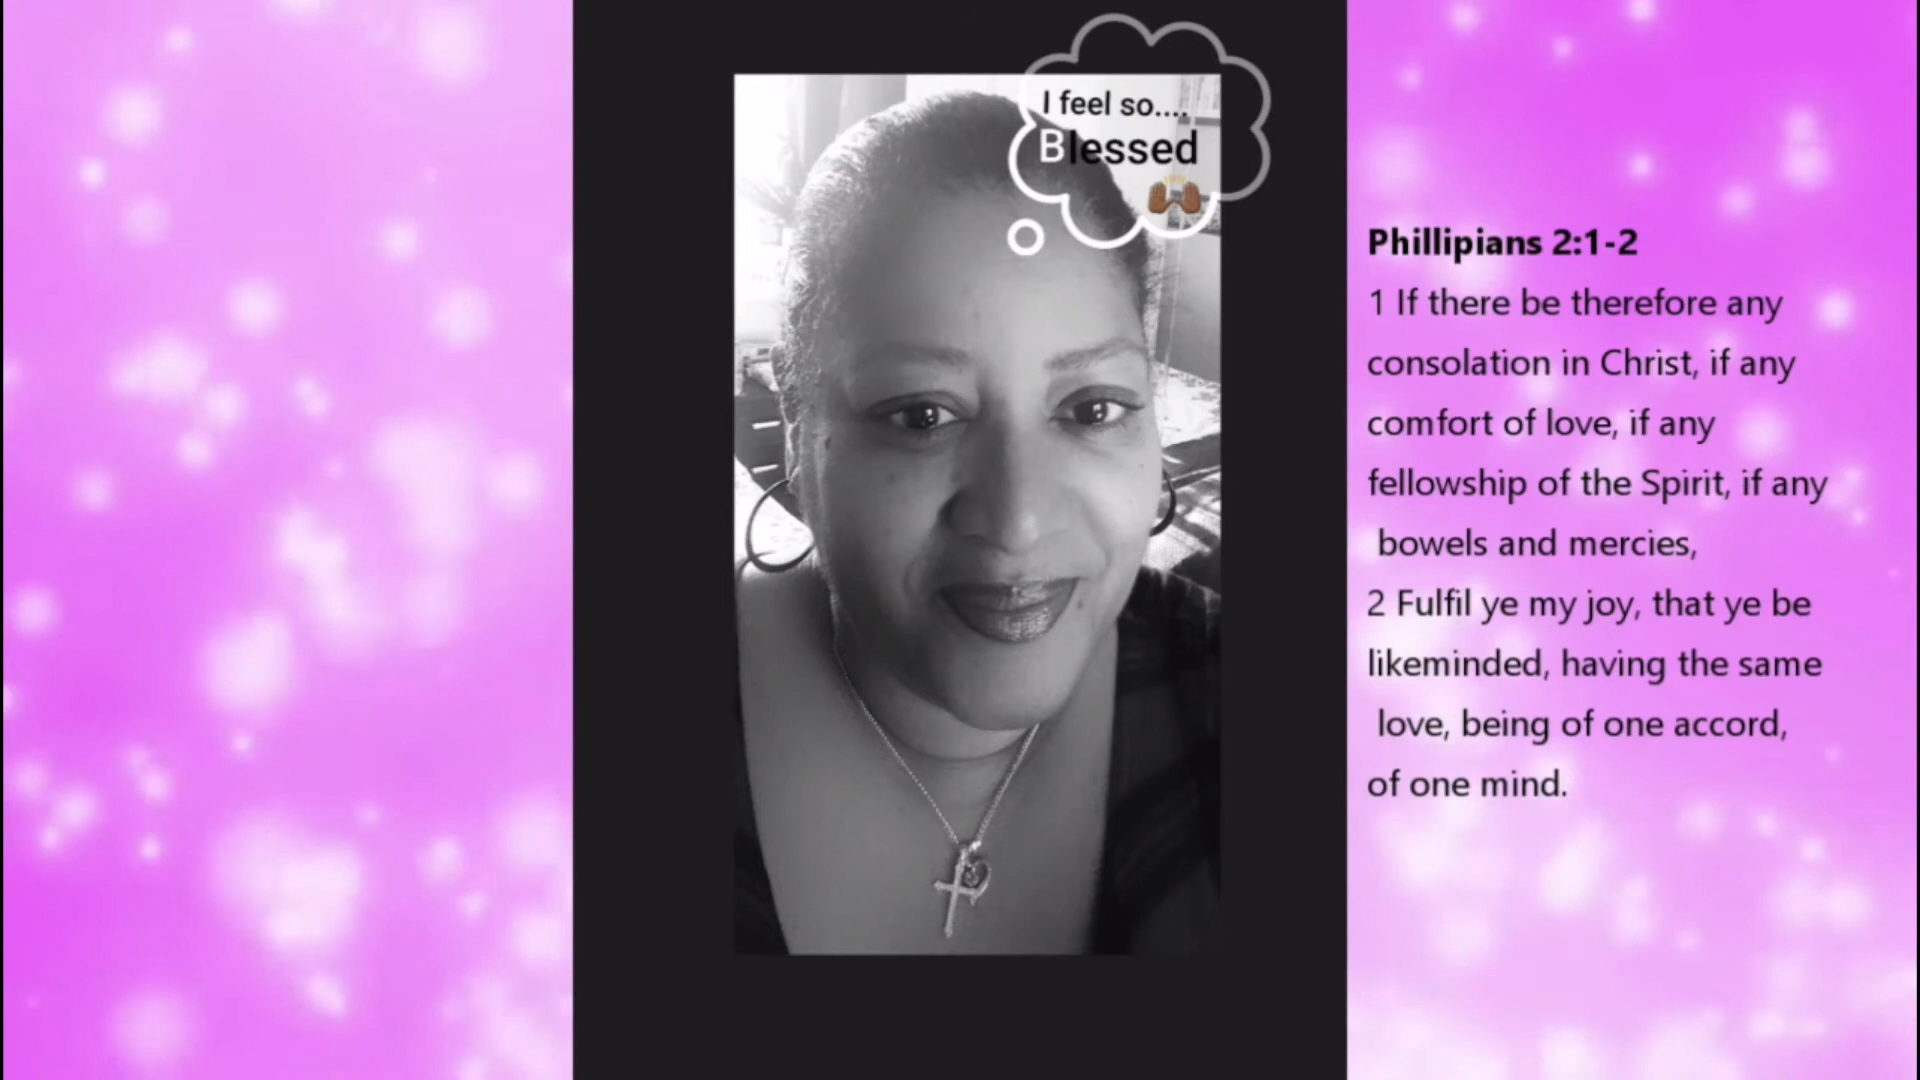 I feel so....
Blessed
Phillipians 2:1-2
1 If there be therefore any
consolation in Christ, if any
comfort of love, if any
fellowship of the Spirit, if any
bowels and mercies,
2 Fulfil ye my joy, that ye be
likeminded, having the same
love, being of one accord,
of one mind.